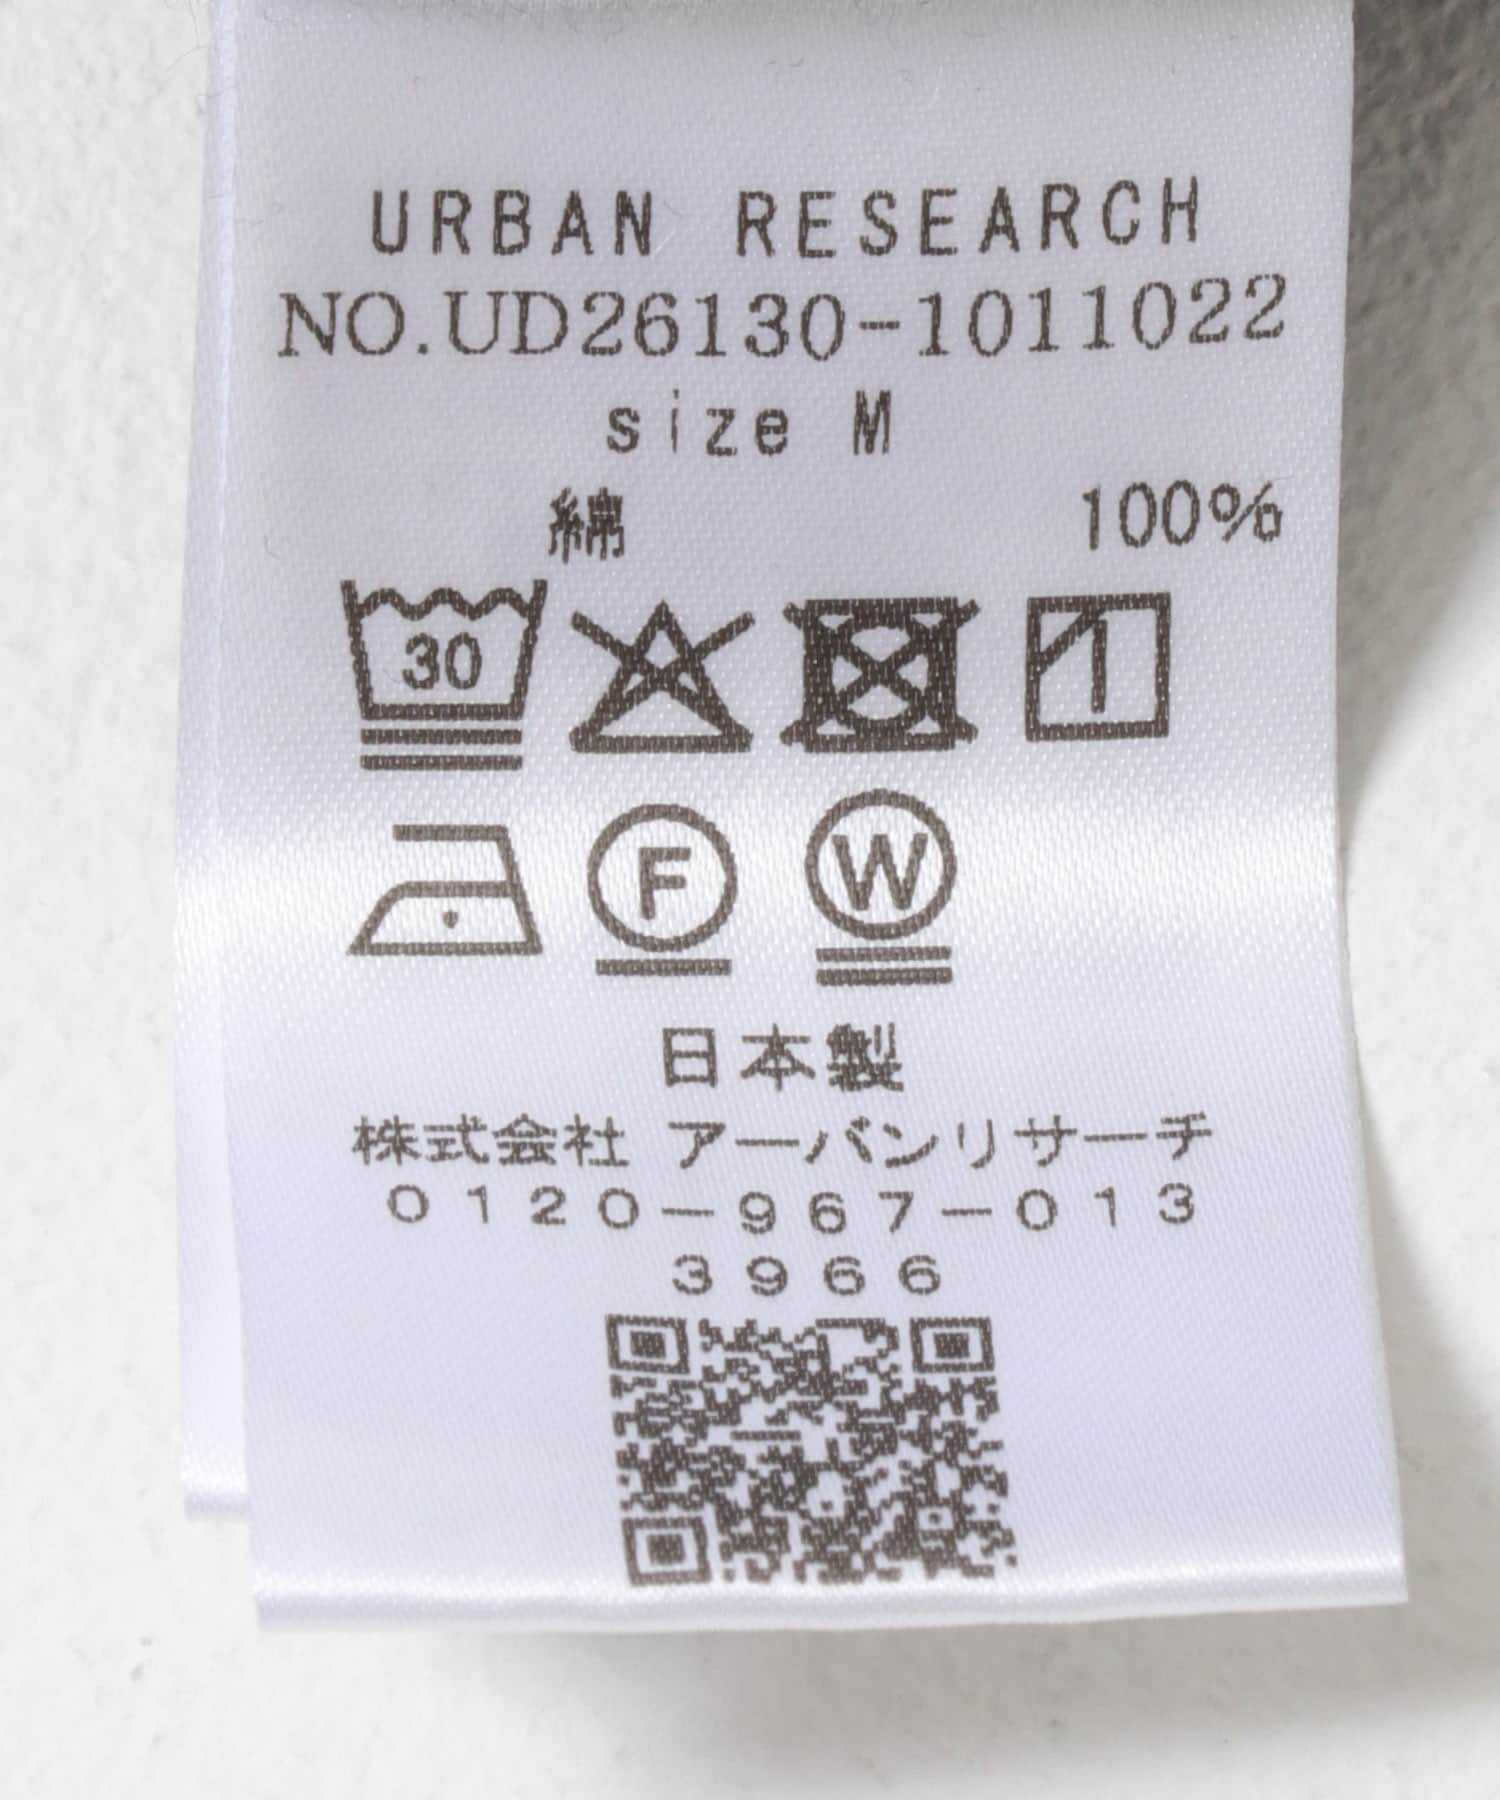 URBAN RESEARCH
NO.UD26130-1011022
size M
綿 100%
30
F W
日本製
株式会社 アーバンリサーチ
0120-967-013
3966